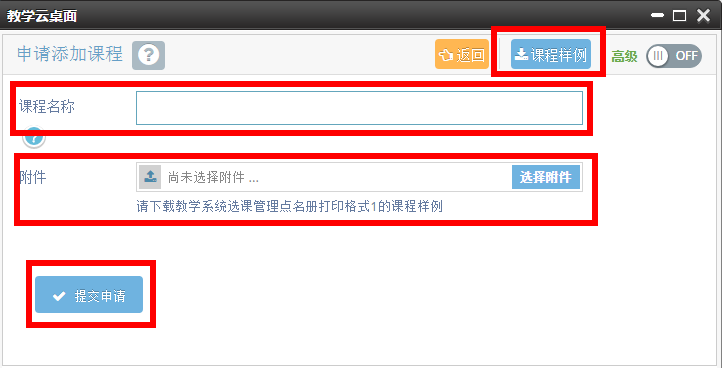 教学云桌面
申请添加课程 ? 返回 课程样例 高级 OFF
课程名称
?
附件 尚未选择附件 ... 选择附件
请下载教学系统选课管理点名册打印格式1的课程样例
提交申请